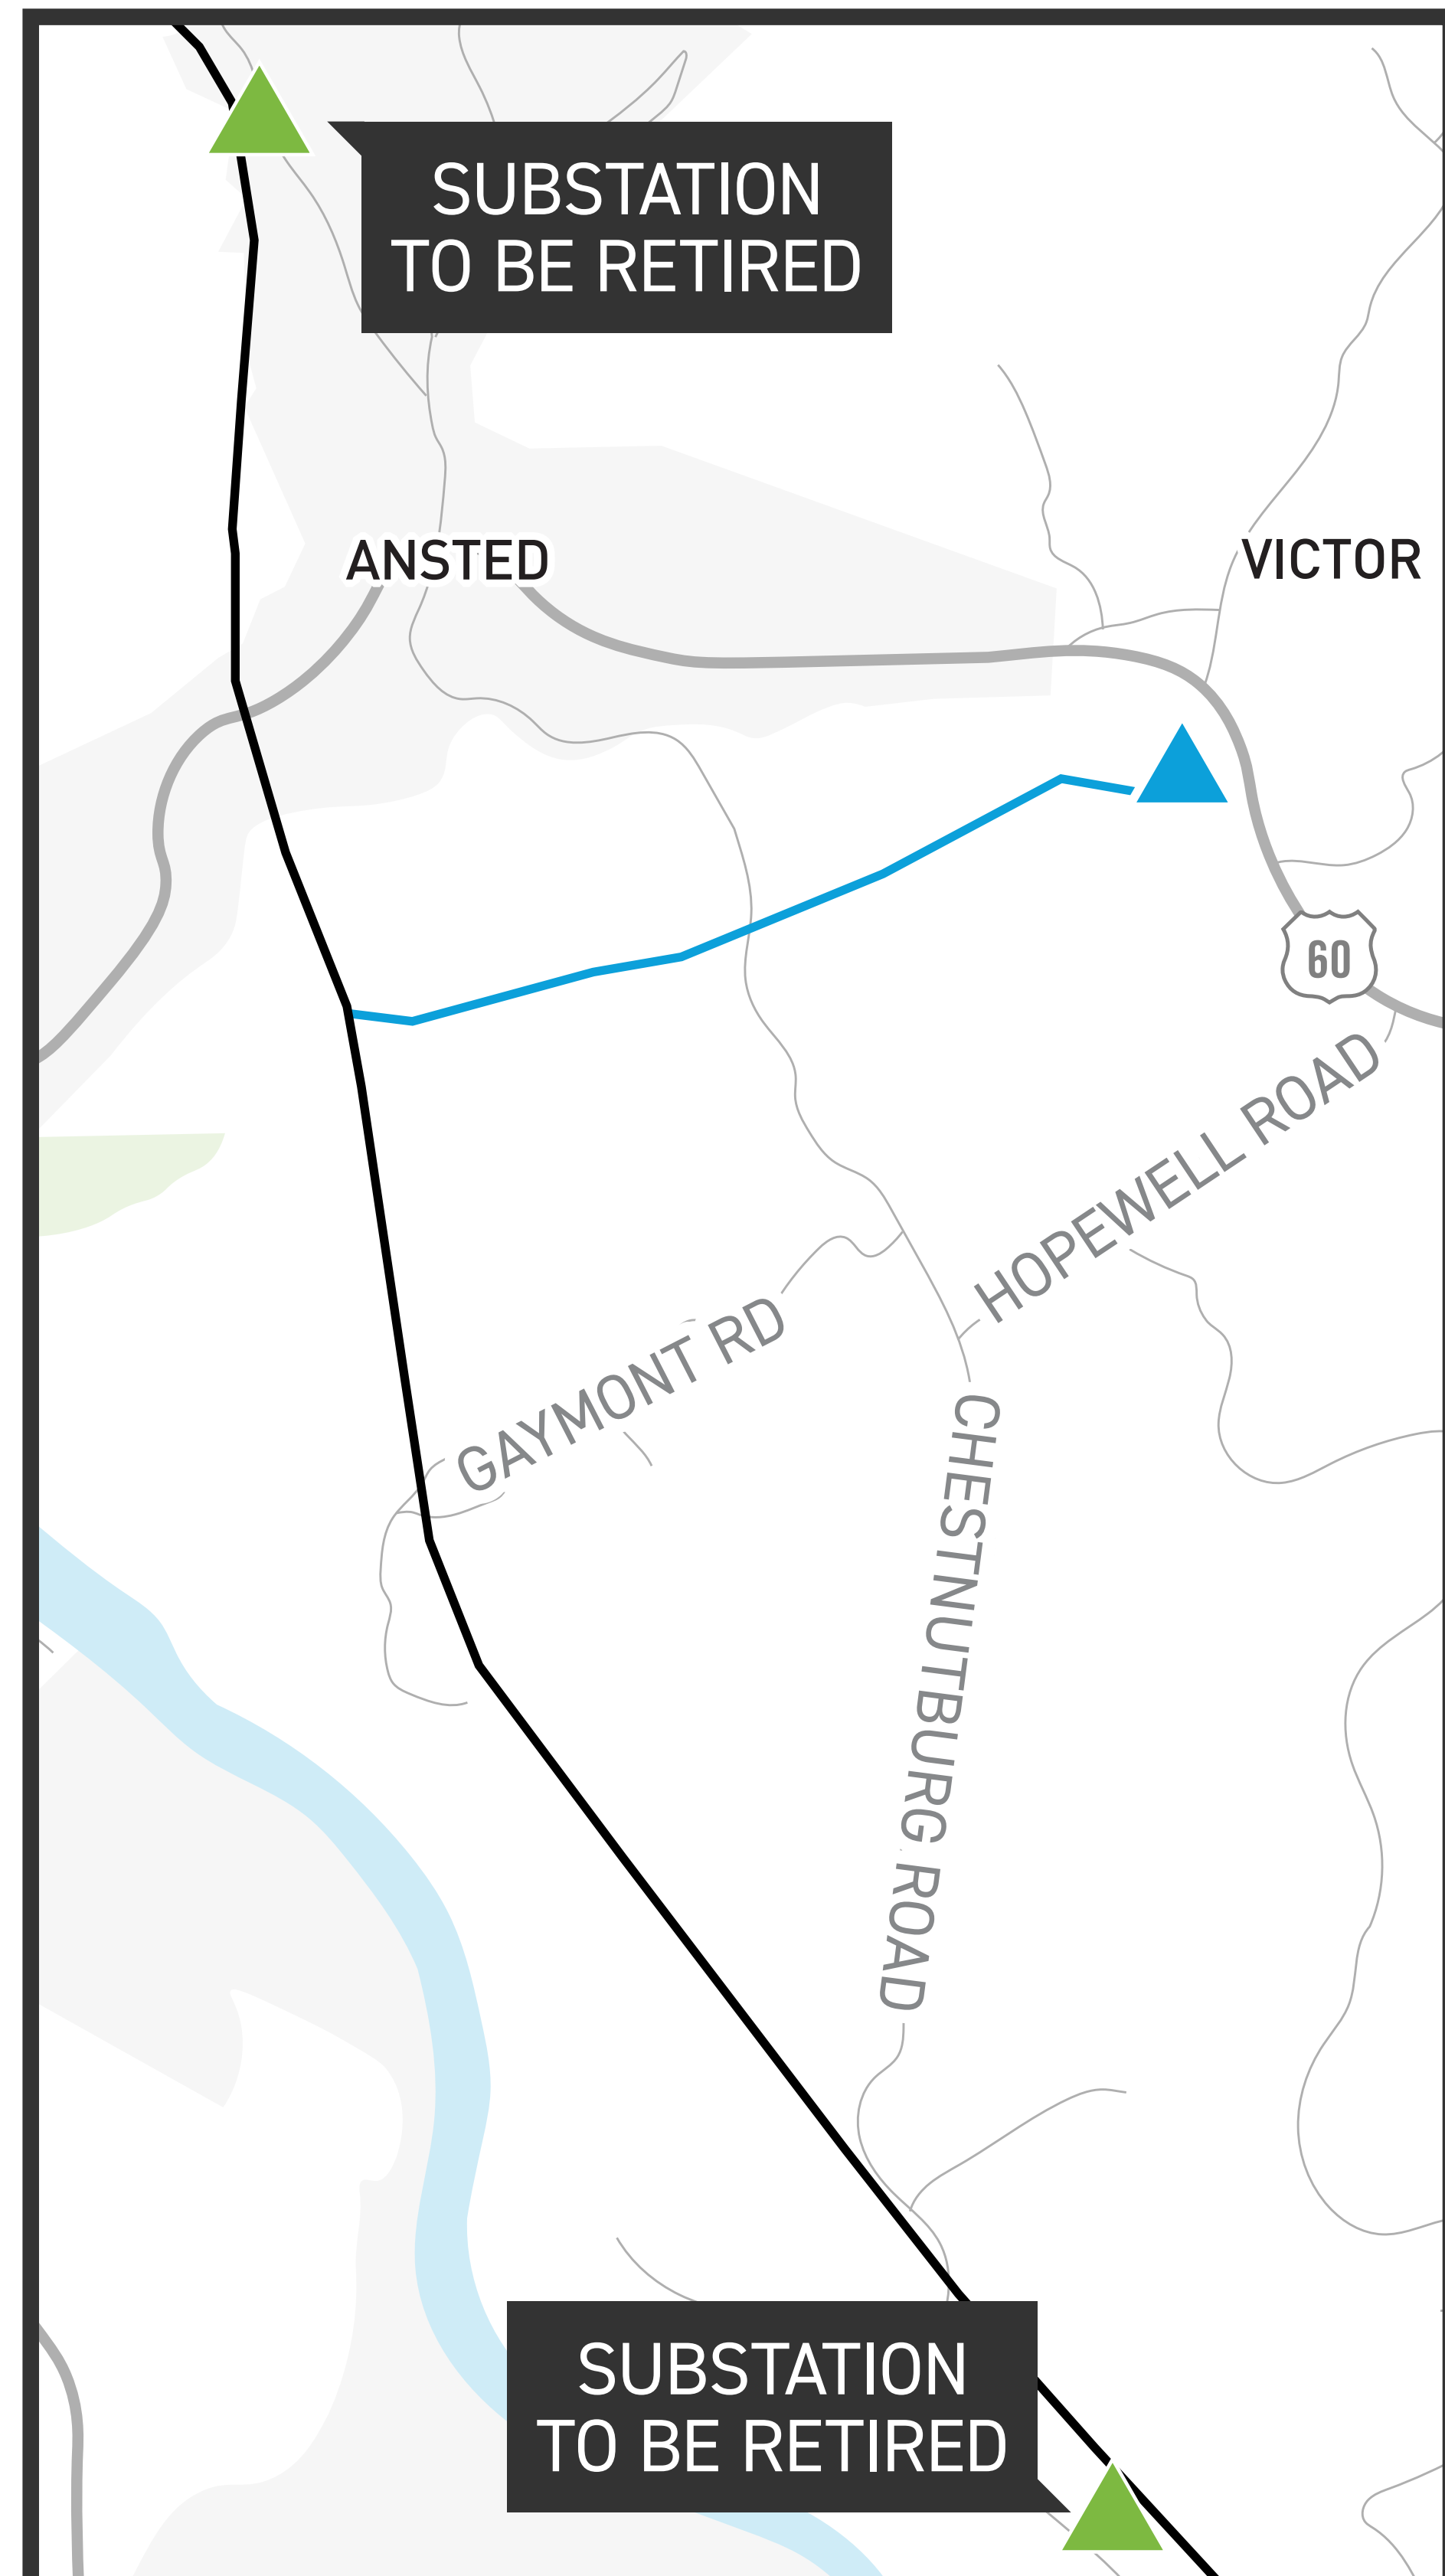 SUBSTATION
TO BE RETIRED
ANSTED
VICTOR
60
HOPEWELL ROAD
GAYMONT RD
CHESTNUTBURG ROAD
SUBSTATION
TO BE RETIRED